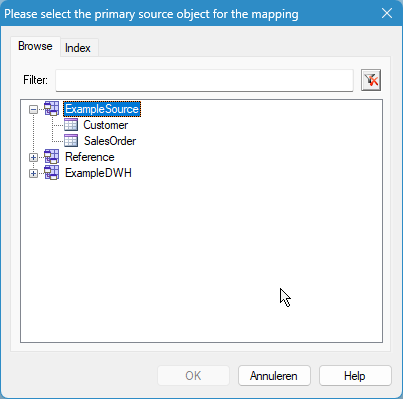 Please select the primary source object for the mapping
Browse
Index
Filter:
ExampleSource
Customer
SalesOrder
Reference
ExampleDWH
OK
Annuleren
Help